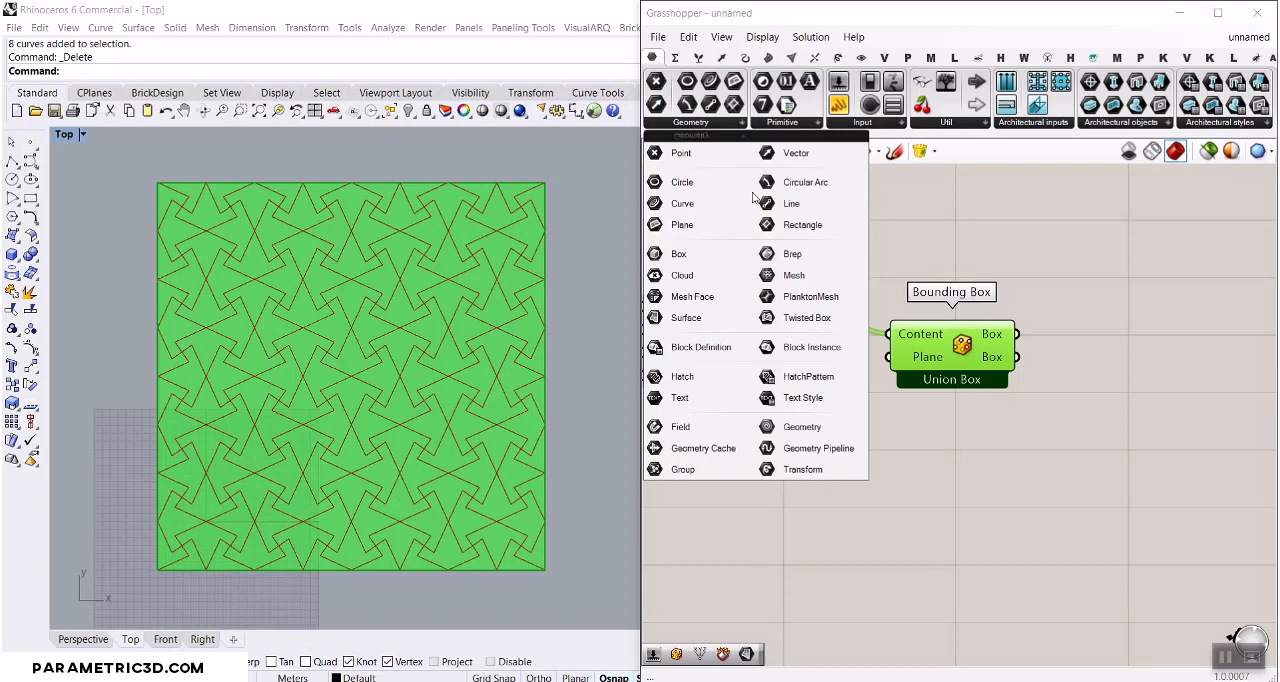 Rhinoceros 6 Commercial - [Top]
File Edit View Curve Surface Solid Mesh Dimension Transform Tools Analyze Render Panels Paneling Tools VisualARQ Brick
8 curves added to selection.
Command: _Delete
Command:
Standard CPlanes BrickDesign Set View Display Select Viewport Layout Visibility Transform Curve Tools
Top
y
x
Perspective Top Front Right
erp Tan Quad Knot Vertex Project Disable
Meters Default Grid Snap Ortho Planar Osnap
PARAMETRIC3D.COM
Grasshopper - unnamed
File Edit View Display Solution Help unnamed
V P M L H W H M P K V K L A
Geometry Primitive Input Util Architectural inputs Architectural objects Architectural styles
Point Vector
Circle Circular Arc
Curve Line
Plane Rectangle
Box Brep
Cloud Mesh
Mesh Face PlanktonMesh
Surface Twisted Box
Block Definition Block Instance
Hatch HatchPattern
Text Text Style
Field Geometry
Geometry Cache Geometry Pipeline
Group Transform
Bounding Box
Content Box
Plane Box
Union Box
...
1.0.0007